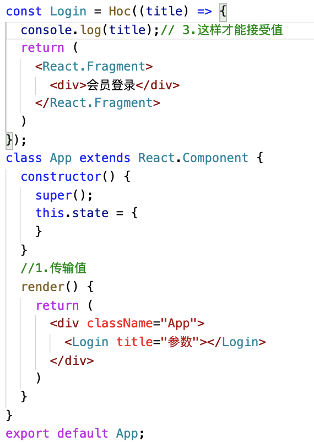 const Login = Hoc((title) => {
  console.log(title);// 3.这样才能接受值
  return (
    <React.Fragment>
      <div>会员登录</div>
    </React.Fragment>
  )
});
class App extends React.Component {
  constructor() {
    super();
    this.state = {
    }
  }
  //1.传输值
  render() {
    return (
      <div className="App">
        <Login title="参数"></Login>
      </div>
    )
  }
}
export default App;